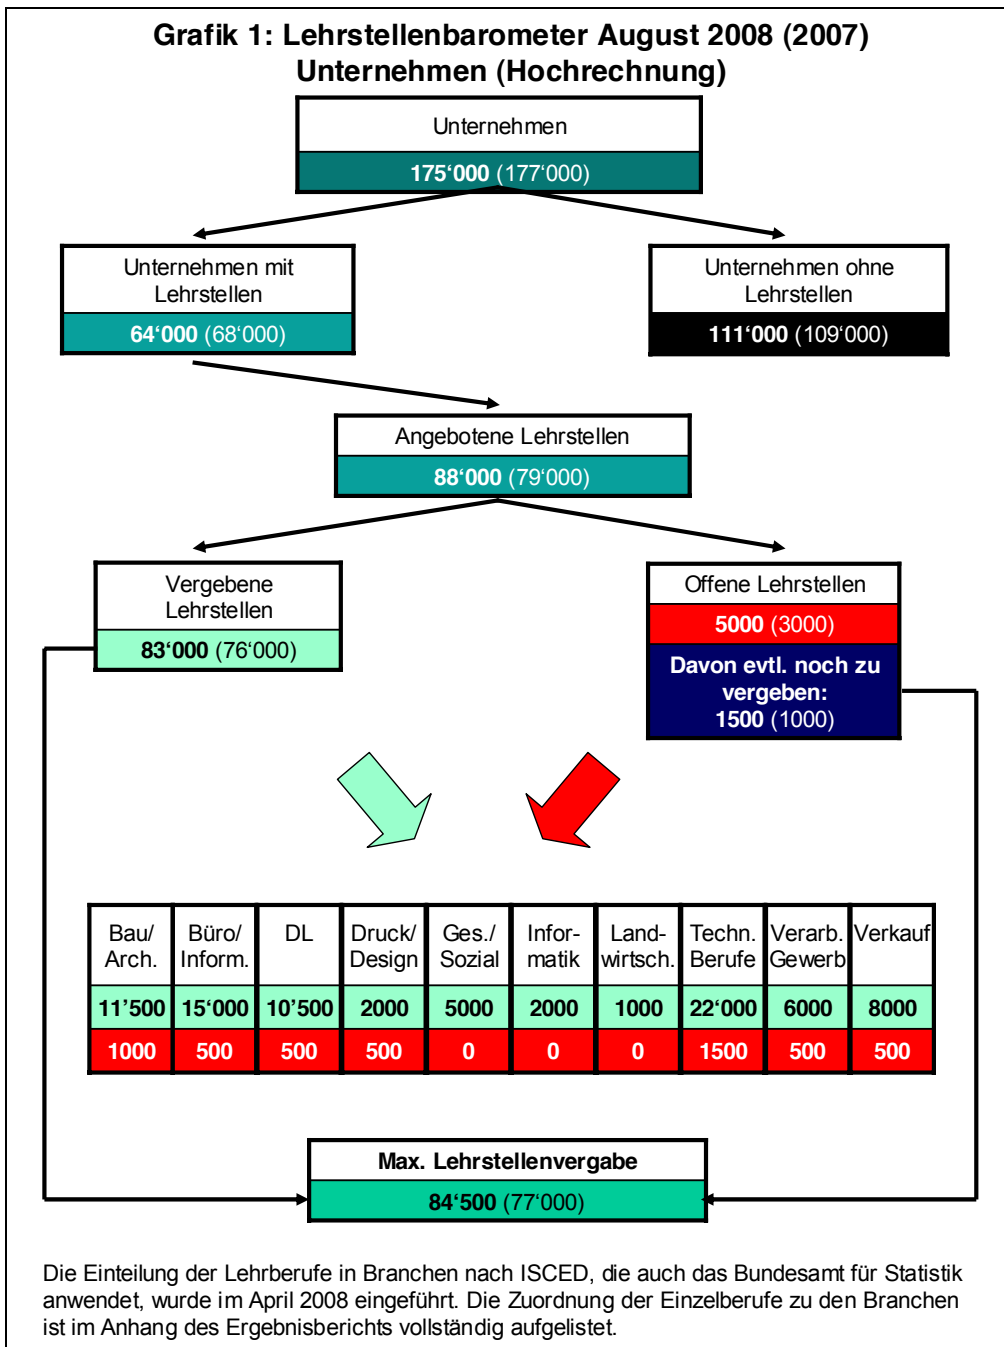 Grafik 1: Lehrstellenbarometer August 2008 (2007)
Unternehmen (Hochrechnung)
Unternehmen
175‘000 (177‘000)
Unternehmen mit
Lehrstellen
64‘000 (68‘000)
Unternehmen ohne
Lehrstellen
111‘000 (109‘000)
Angebotene Lehrstellen
88‘000 (79‘000)
Vergebene
Lehrstellen
83‘000 (76‘000)
Offene Lehrstellen
5000 (3000)
Davon evtl. noch zu
vergeben:
1500 (1000)
Bau/ Büro/ DL Druck/ Ges./ Infor- Land- Techn. Verarb. Verkauf
Arch. Inform. Design Sozial matik wirtsch. Berufe Gewerb
11’500 15‘000 10’500 2000 5000 2000 1000 22’000 6000 8000
1000 500 500 500 0 0 0 1500 500 500
Max. Lehrstellenvergabe
84‘500 (77‘000)
Die Einteilung der Lehrberufe in Branchen nach ISCED, die auch das Bundesamt für Statistik
anwendet, wurde im April 2008 eingeführt. Die Zuordnung der Einzelberufe zu den Branchen
ist im Anhang des Ergebnisberichts vollständig aufgelistet.